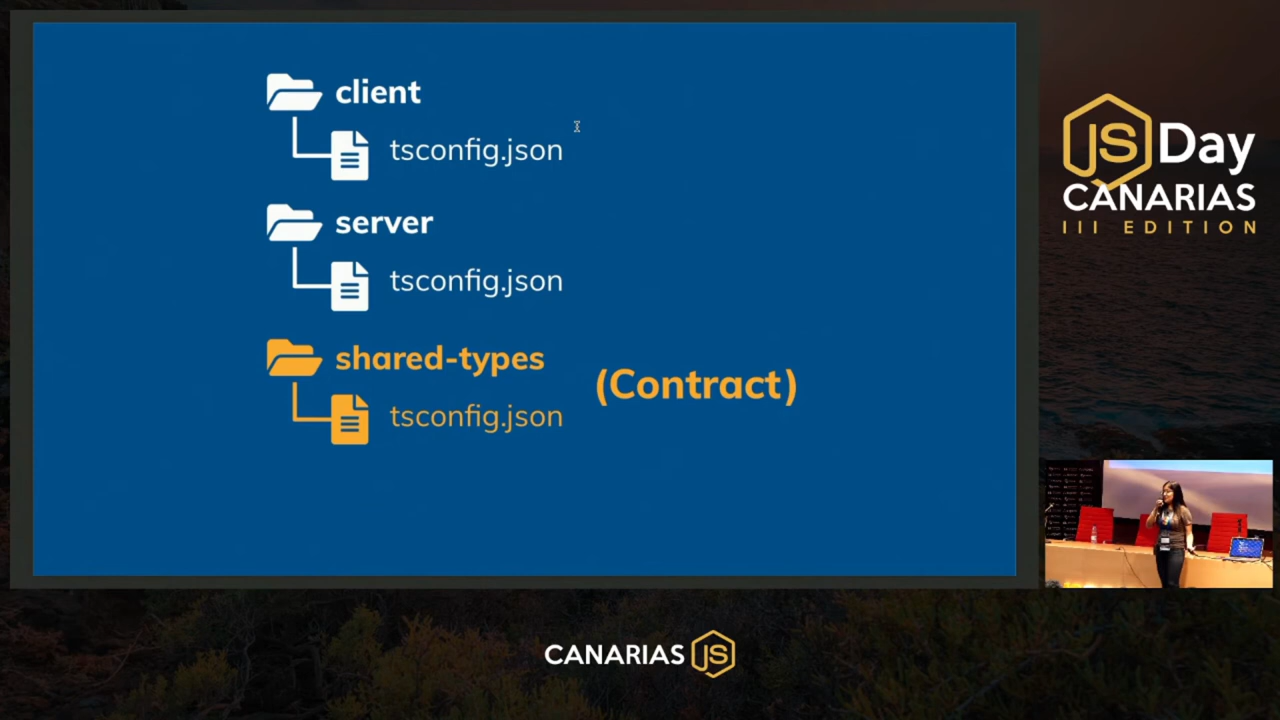 client
tsconfig.json
server
tsconfig.json
shared-types
tsconfig.json
(Contract)
JS Day
CANARIAS
III EDITION
CANARIAS JS